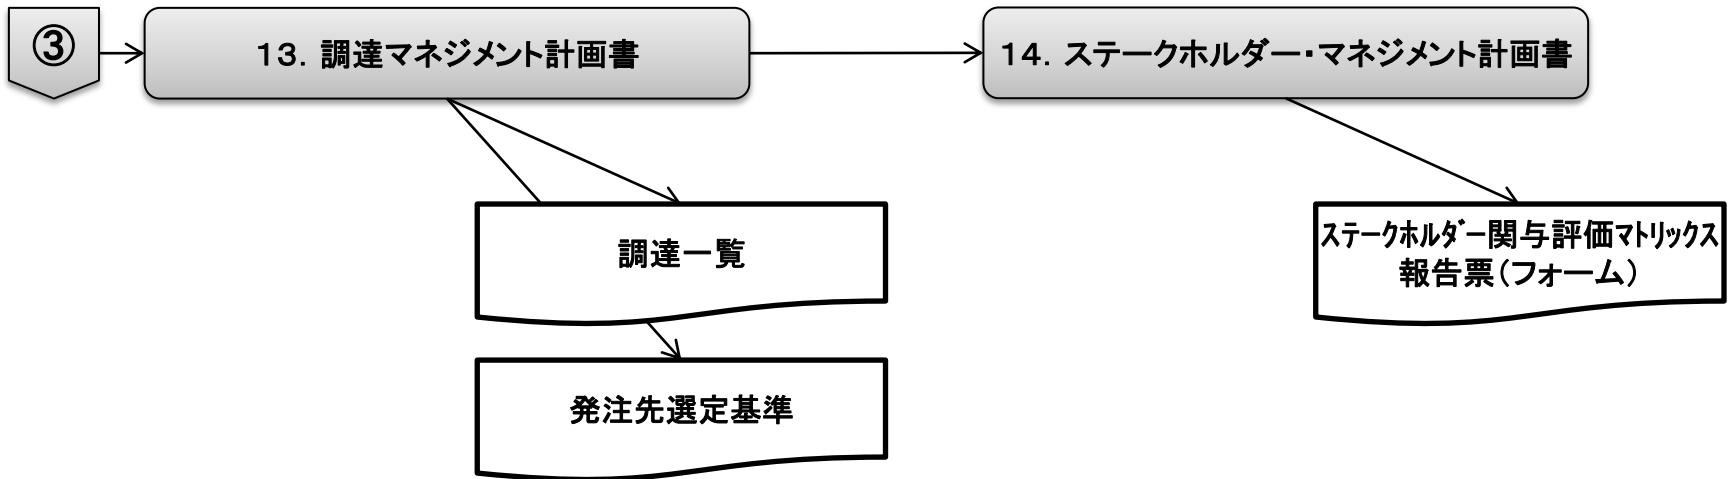 ③
１３．調達マネジメント計画書
１４．ステークホルダー・マネジメント計画書
調達一覧
ｽﾃｰｸﾎﾙﾀﾞｰ関与評価ﾏﾄﾘｯｸｽ
報告票（フォーム）
発注先選定基準